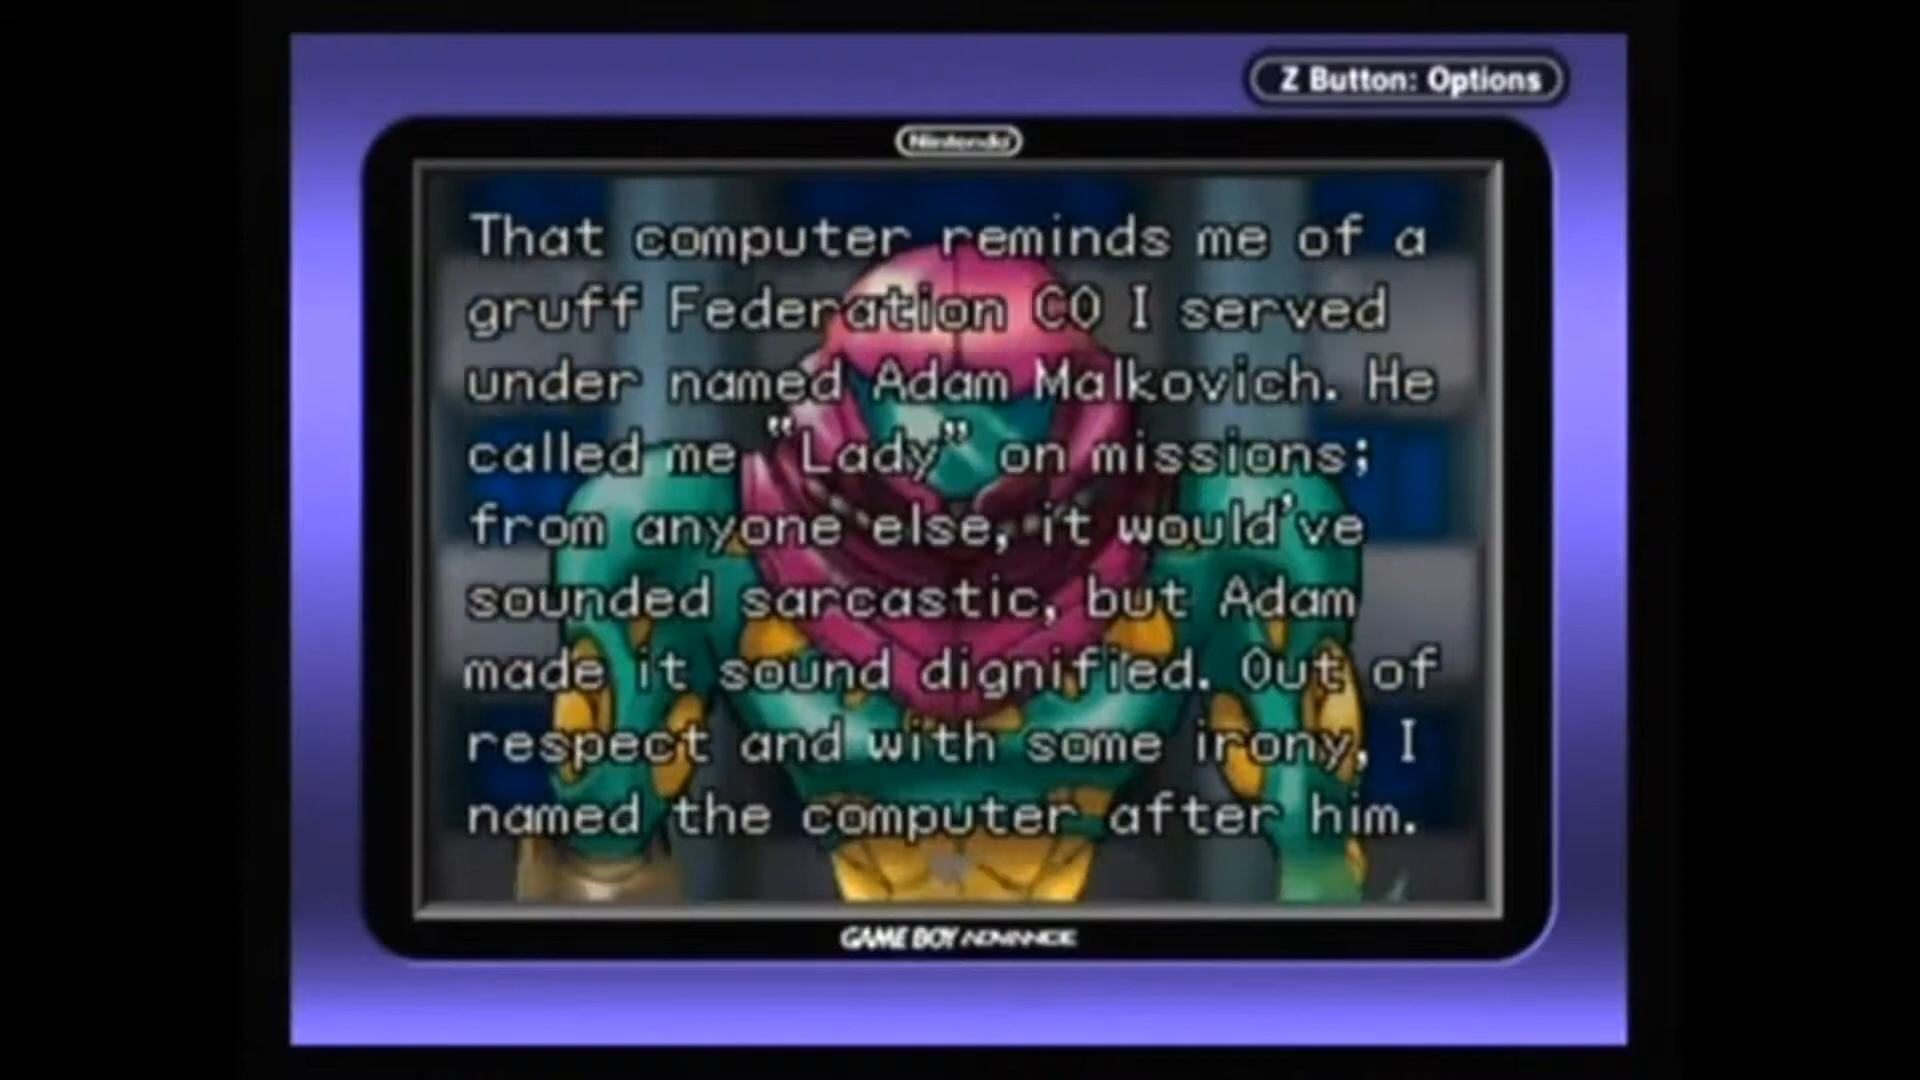 Z Button: Options
Nintendo
That computer reminds me of a
gruff Federation CO I served
under named Adam Malkovich. He
called me "Lady" on missions;
from anyone else, it would've
sounded sarcastic, but Adam
made it sound dignified. Out of
respect and with some irony, I
named the computer after him.
GAME BOY ADVANCE